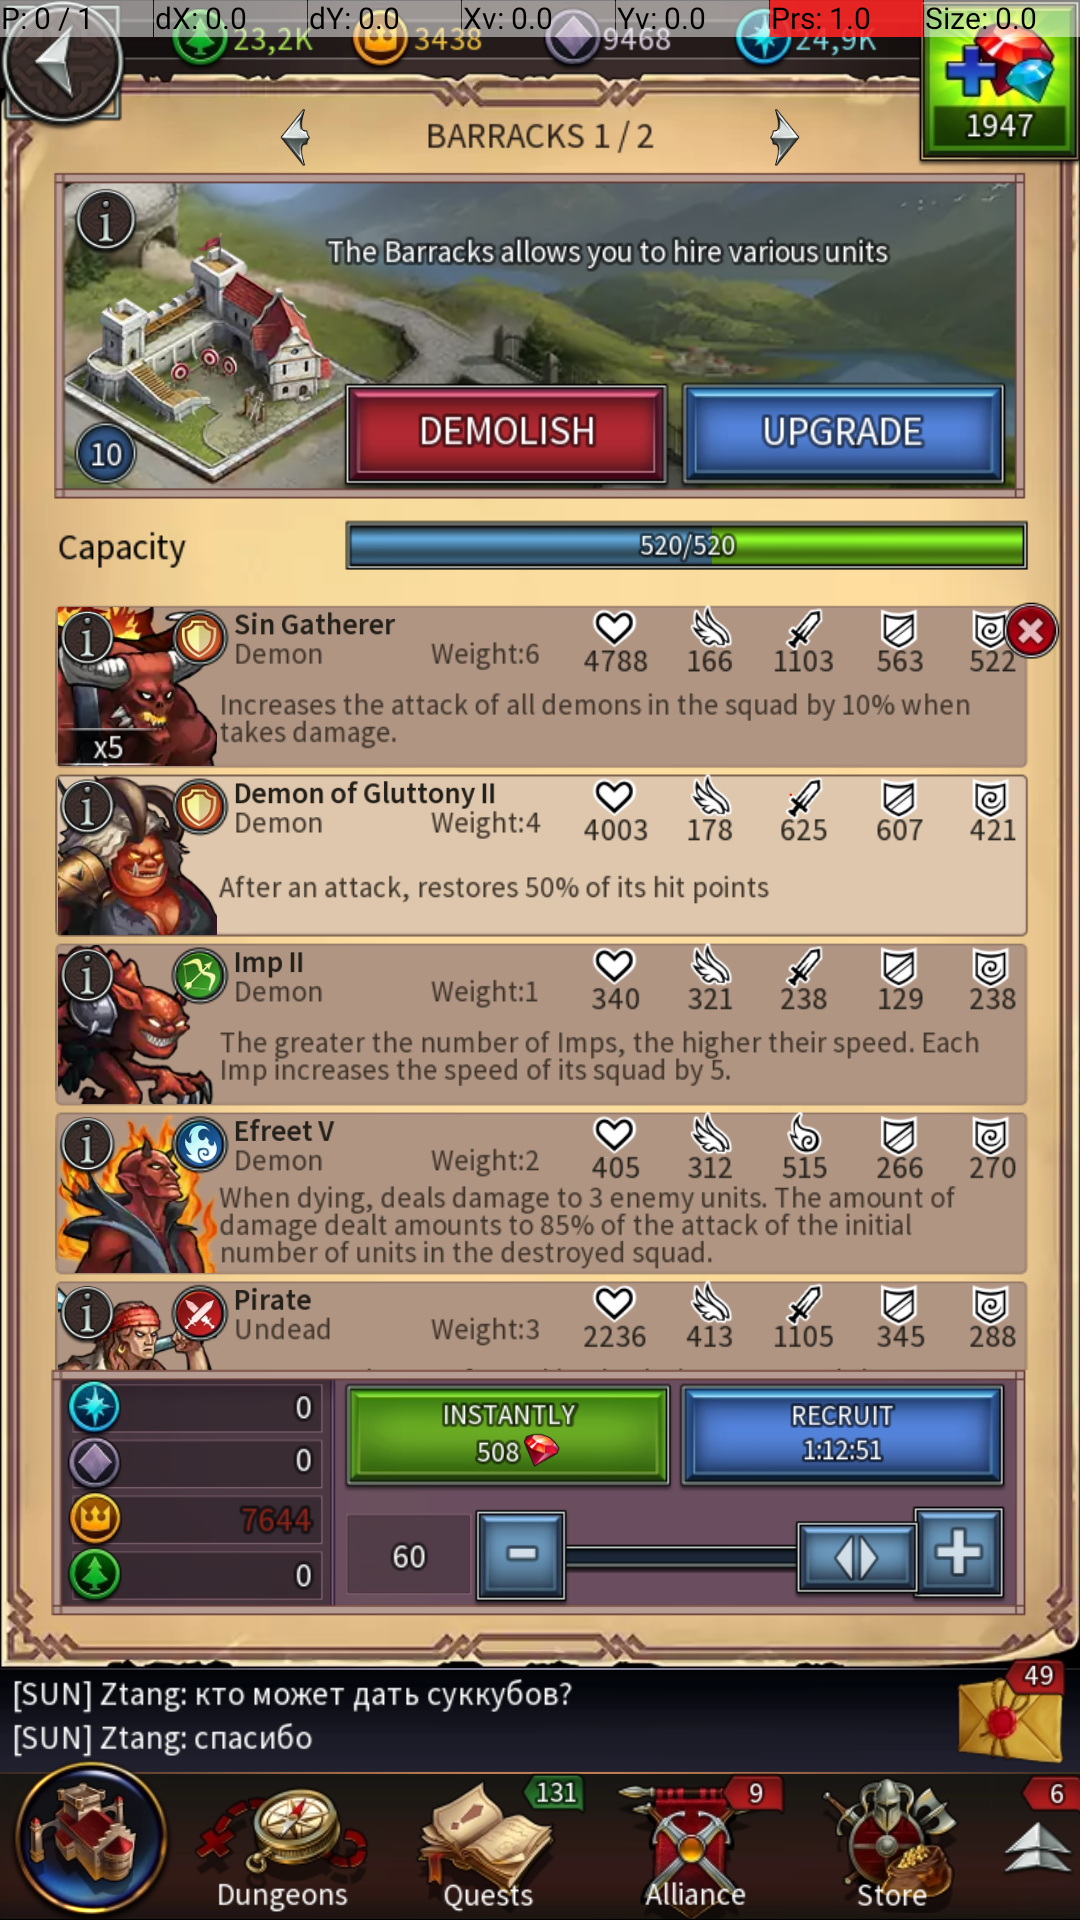 P: 0 / 1 dX: 0.0 dY: 0.0 Xv: 0.0 Yv: 0.0 Prs: 1.0 Size: 0.0
23,2K 3438 9468 24,9K
1947
BARRACKS 1 / 2
i
The Barracks allows you to hire various units
10
DEMOLISH UPGRADE
Capacity 520/520
i Sin Gatherer
Demon Weight:6 4788 166 1103 563 522
Increases the attack of all demons in the squad by 10% when
takes damage.
x5
i Demon of Gluttony II
Demon Weight:4 4003 178 625 607 421
After an attack, restores 50% of its hit points
i Imp II
Demon Weight:1 340 321 238 129 238
The greater the number of Imps, the higher their speed. Each
Imp increases the speed of its squad by 5.
i Efreet V
Demon Weight:2 405 312 515 266 270
When dying, deals damage to 3 enemy units. The amount of
damage dealt amounts to 85% of the attack of the initial
number of units in the destroyed squad.
i Pirate
Undead Weight:3 2236 413 1105 345 288
0
0
7644
0
INSTANTLY
508
RECRUIT
1:12:51
60 - +
[SUN] Ztang: кто может дать суккубов?
[SUN] Ztang: спасибо
49
131 9 6
Dungeons Quests Alliance Store